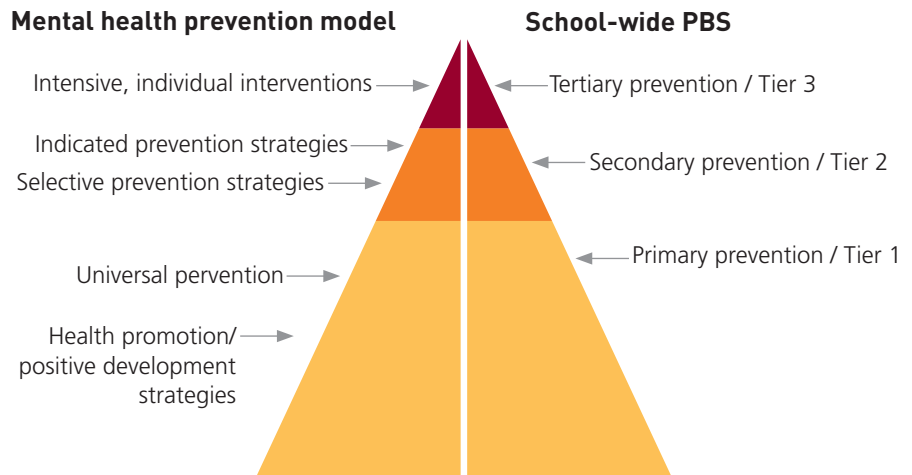 Mental health prevention model
School-wide PBS
Intensive, individual interventions
Tertiary prevention / Tier 3
Indicated prevention strategies
Secondary prevention / Tier 2
Selective prevention strategies
Primary prevention / Tier 1
Universal pervention
Health promotion/
positive development
strategies